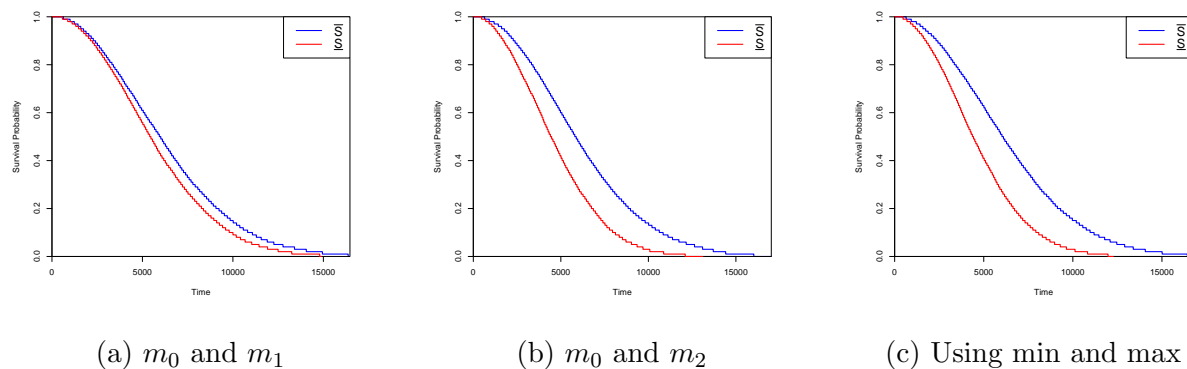 1.0
0.8
0.6
0.4
0.2
0.0
Survival Probability
0 5000 10000 15000
Time
S
S
(a) m₀ and m₁
1.0
0.8
0.6
0.4
0.2
0.0
Survival Probability
0 5000 10000 15000
Time
S
S
(b) m₀ and m₂
1.0
0.8
0.6
0.4
0.2
0.0
Survival Probability
0 5000 10000 15000
Time
S
S
(c) Using min and max